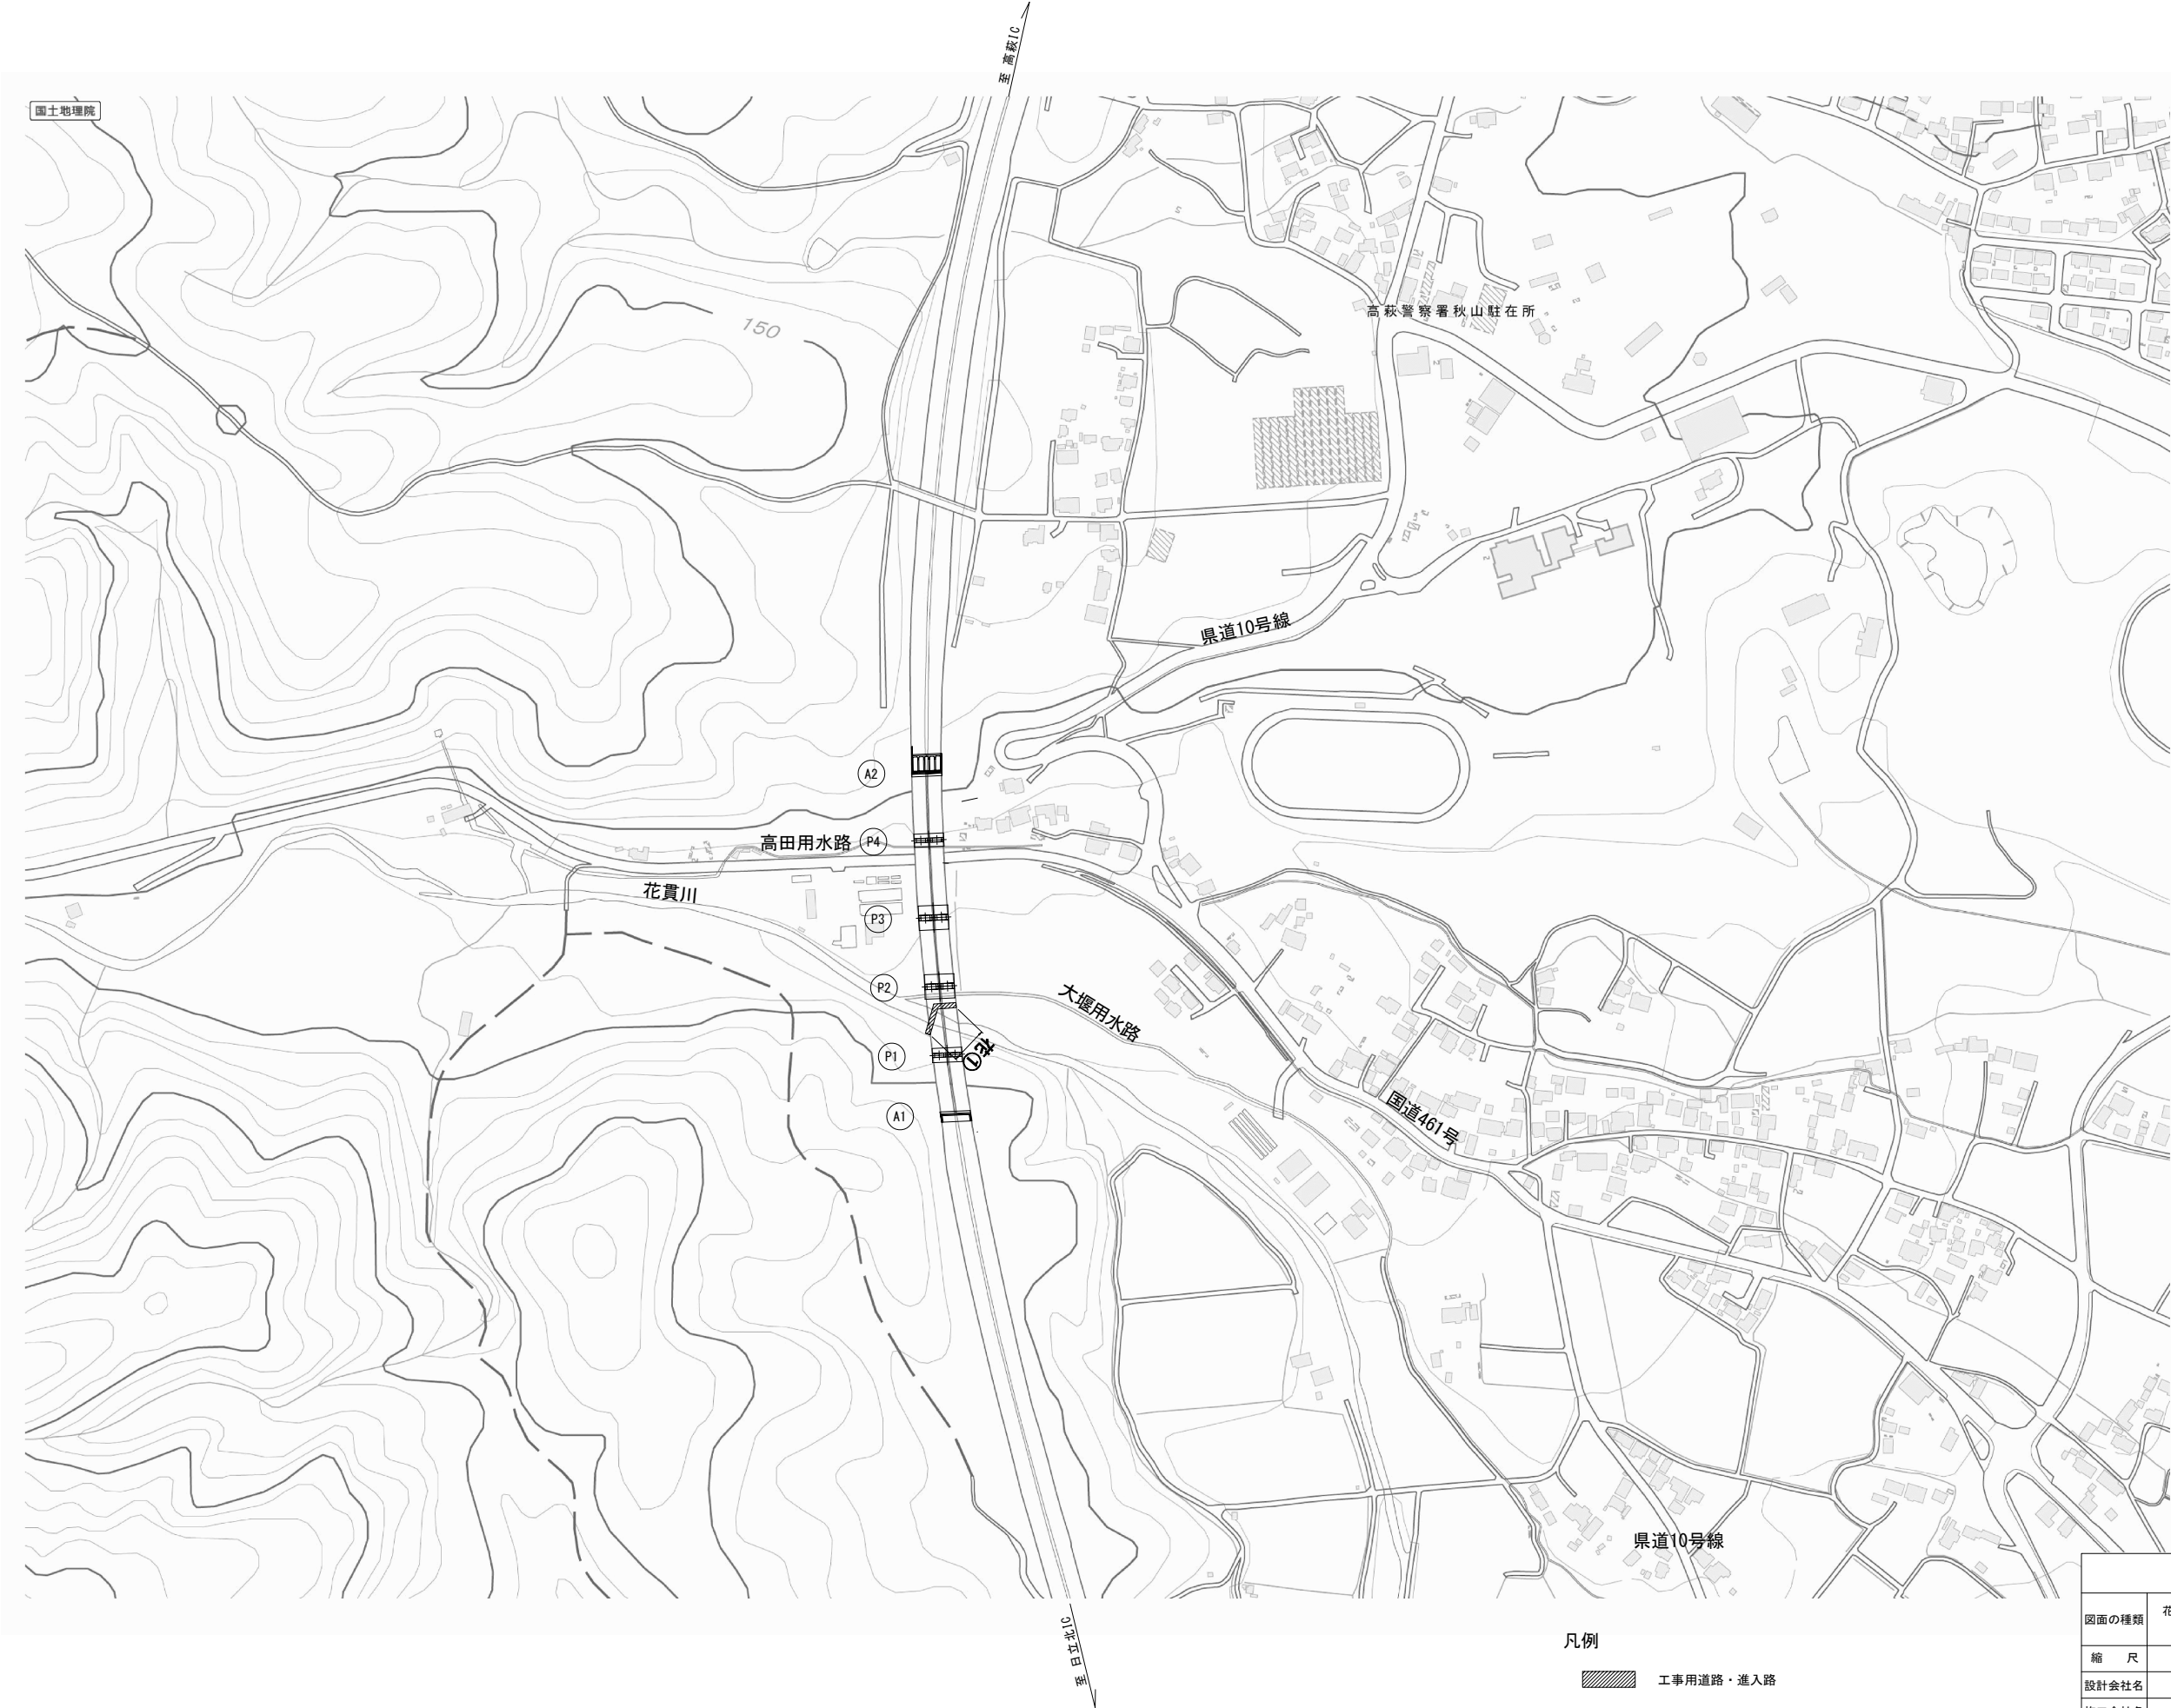 至 高萩IC
国土地理院
150
高萩警察署秋山駐在所
県道10号線
A2
高田用水路
P4
花貫川
P3
P2
大堰用水路
花①
P1
A1
国道461号
県道10号線
至 日立北IC
凡例
工事用道路・進入路
図面の種類
縮 尺
設計会社名